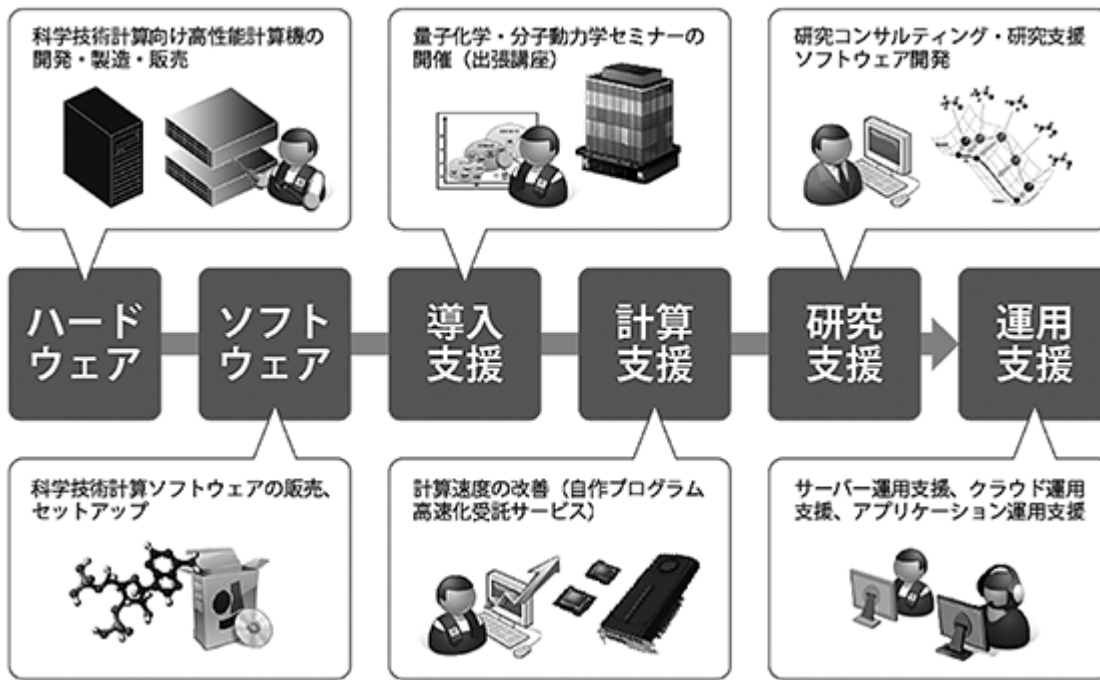 科学技術計算向け高性能計算機の
開発・製造・販売
量子化学・分子動力学セミナーの
開催（出張講座）
研究コンサルティング・研究支援
ソフトウェア開発
ハード
ウェア
ソフト
ウェア
導入
支援
計算
支援
研究
支援
運用
支援
科学技術計算ソフトウェアの販売、
セットアップ
計算速度の改善（自作プログラム
高速化受託サービス）
サーバー運用支援、クラウド運用
支援、アプリケーション運用支援